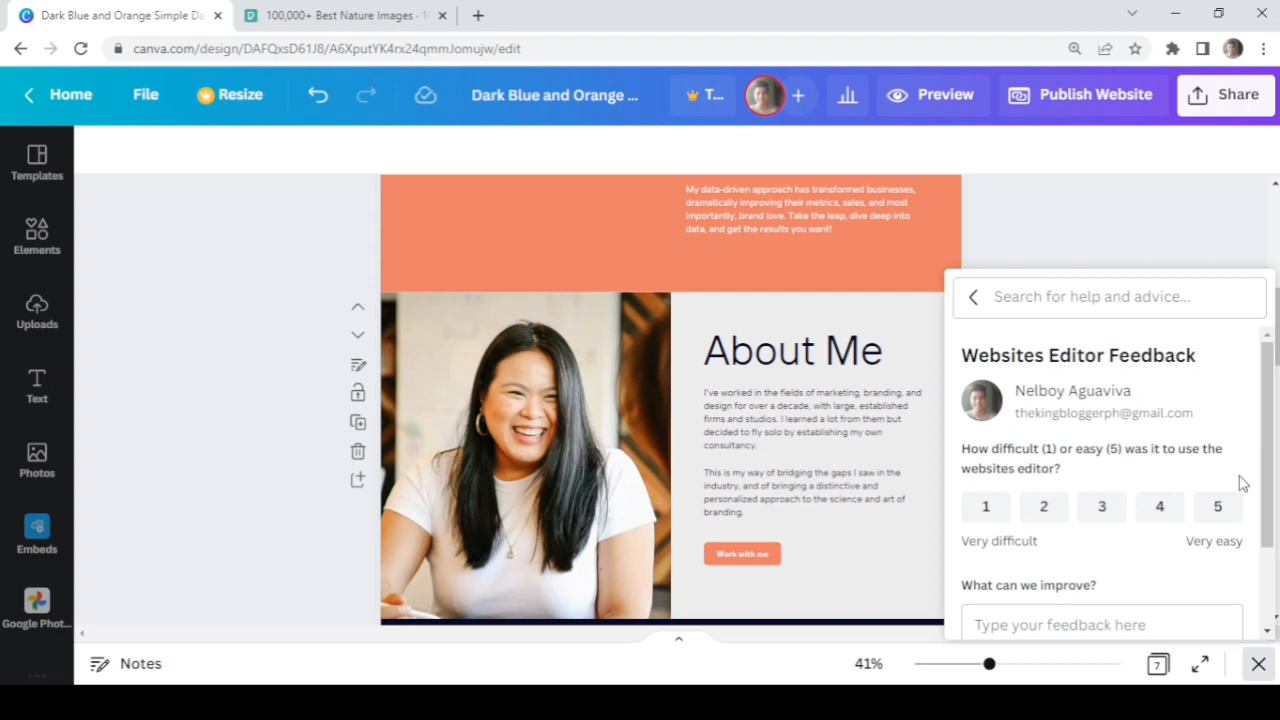 Dark Blue and Orange Simple Da
100,000+ Best Nature Images - 1
canva.com/design/DAFQxsD61J8/A6XputYK4rx24qmmJomujw/edit
Home
File
Resize
Dark Blue and Orange ...
T...
Preview
Publish Website
Share
Templates
Elements
Uploads
Text
Photos
Embeds
Google Phot...
My data-driven approach has transformed businesses,
dramatically improving their metrics, sales, and most
importantly, brand love. Take the leap, dive deep into
data, and get the results you want!
About Me
I've worked in the fields of marketing, branding, and
design for over a decade, with large, established
firms and studios. I learned a lot from them but
decided to fly solo by establishing my own
consultancy.
This is my way of bridging the gaps I saw in the
industry, and of bringing a distinctive and
personalized approach to the science and art of
branding.
Work with me
Search for help and advice...
Websites Editor Feedback
Nelboy Aguaviva
thekingbloggerph@gmail.com
How difficult (1) or easy (5) was it to use the
websites editor?
1 2 3 4 5
Very difficult Very easy
What can we improve?
Type your feedback here
Notes
41%
7